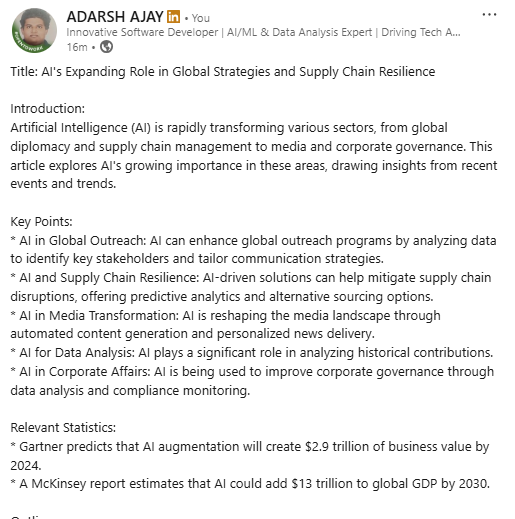 ADARSH AJAY in • You
Innovative Software Developer | AI/ML & Data Analysis Expert | Driving Tech A...
16m •
Title: AI's Expanding Role in Global Strategies and Supply Chain Resilience
Introduction:
Artificial Intelligence (AI) is rapidly transforming various sectors, from global
diplomacy and supply chain management to media and corporate governance. This
article explores AI's growing importance in these areas, drawing insights from recent
events and trends.
Key Points:
* AI in Global Outreach: AI can enhance global outreach programs by analyzing data
to identify key stakeholders and tailor communication strategies.
* AI and Supply Chain Resilience: AI-driven solutions can help mitigate supply chain
disruptions, offering predictive analytics and alternative sourcing options.
* AI in Media Transformation: AI is reshaping the media landscape through
automated content generation and personalized news delivery.
* AI for Data Analysis: AI plays a significant role in analyzing historical contributions.
* AI in Corporate Affairs: AI is being used to improve corporate governance through
data analysis and compliance monitoring.
Relevant Statistics:
* Gartner predicts that AI augmentation will create $2.9 trillion of business value by
2024.
* A McKinsey report estimates that AI could add $13 trillion to global GDP by 2030.